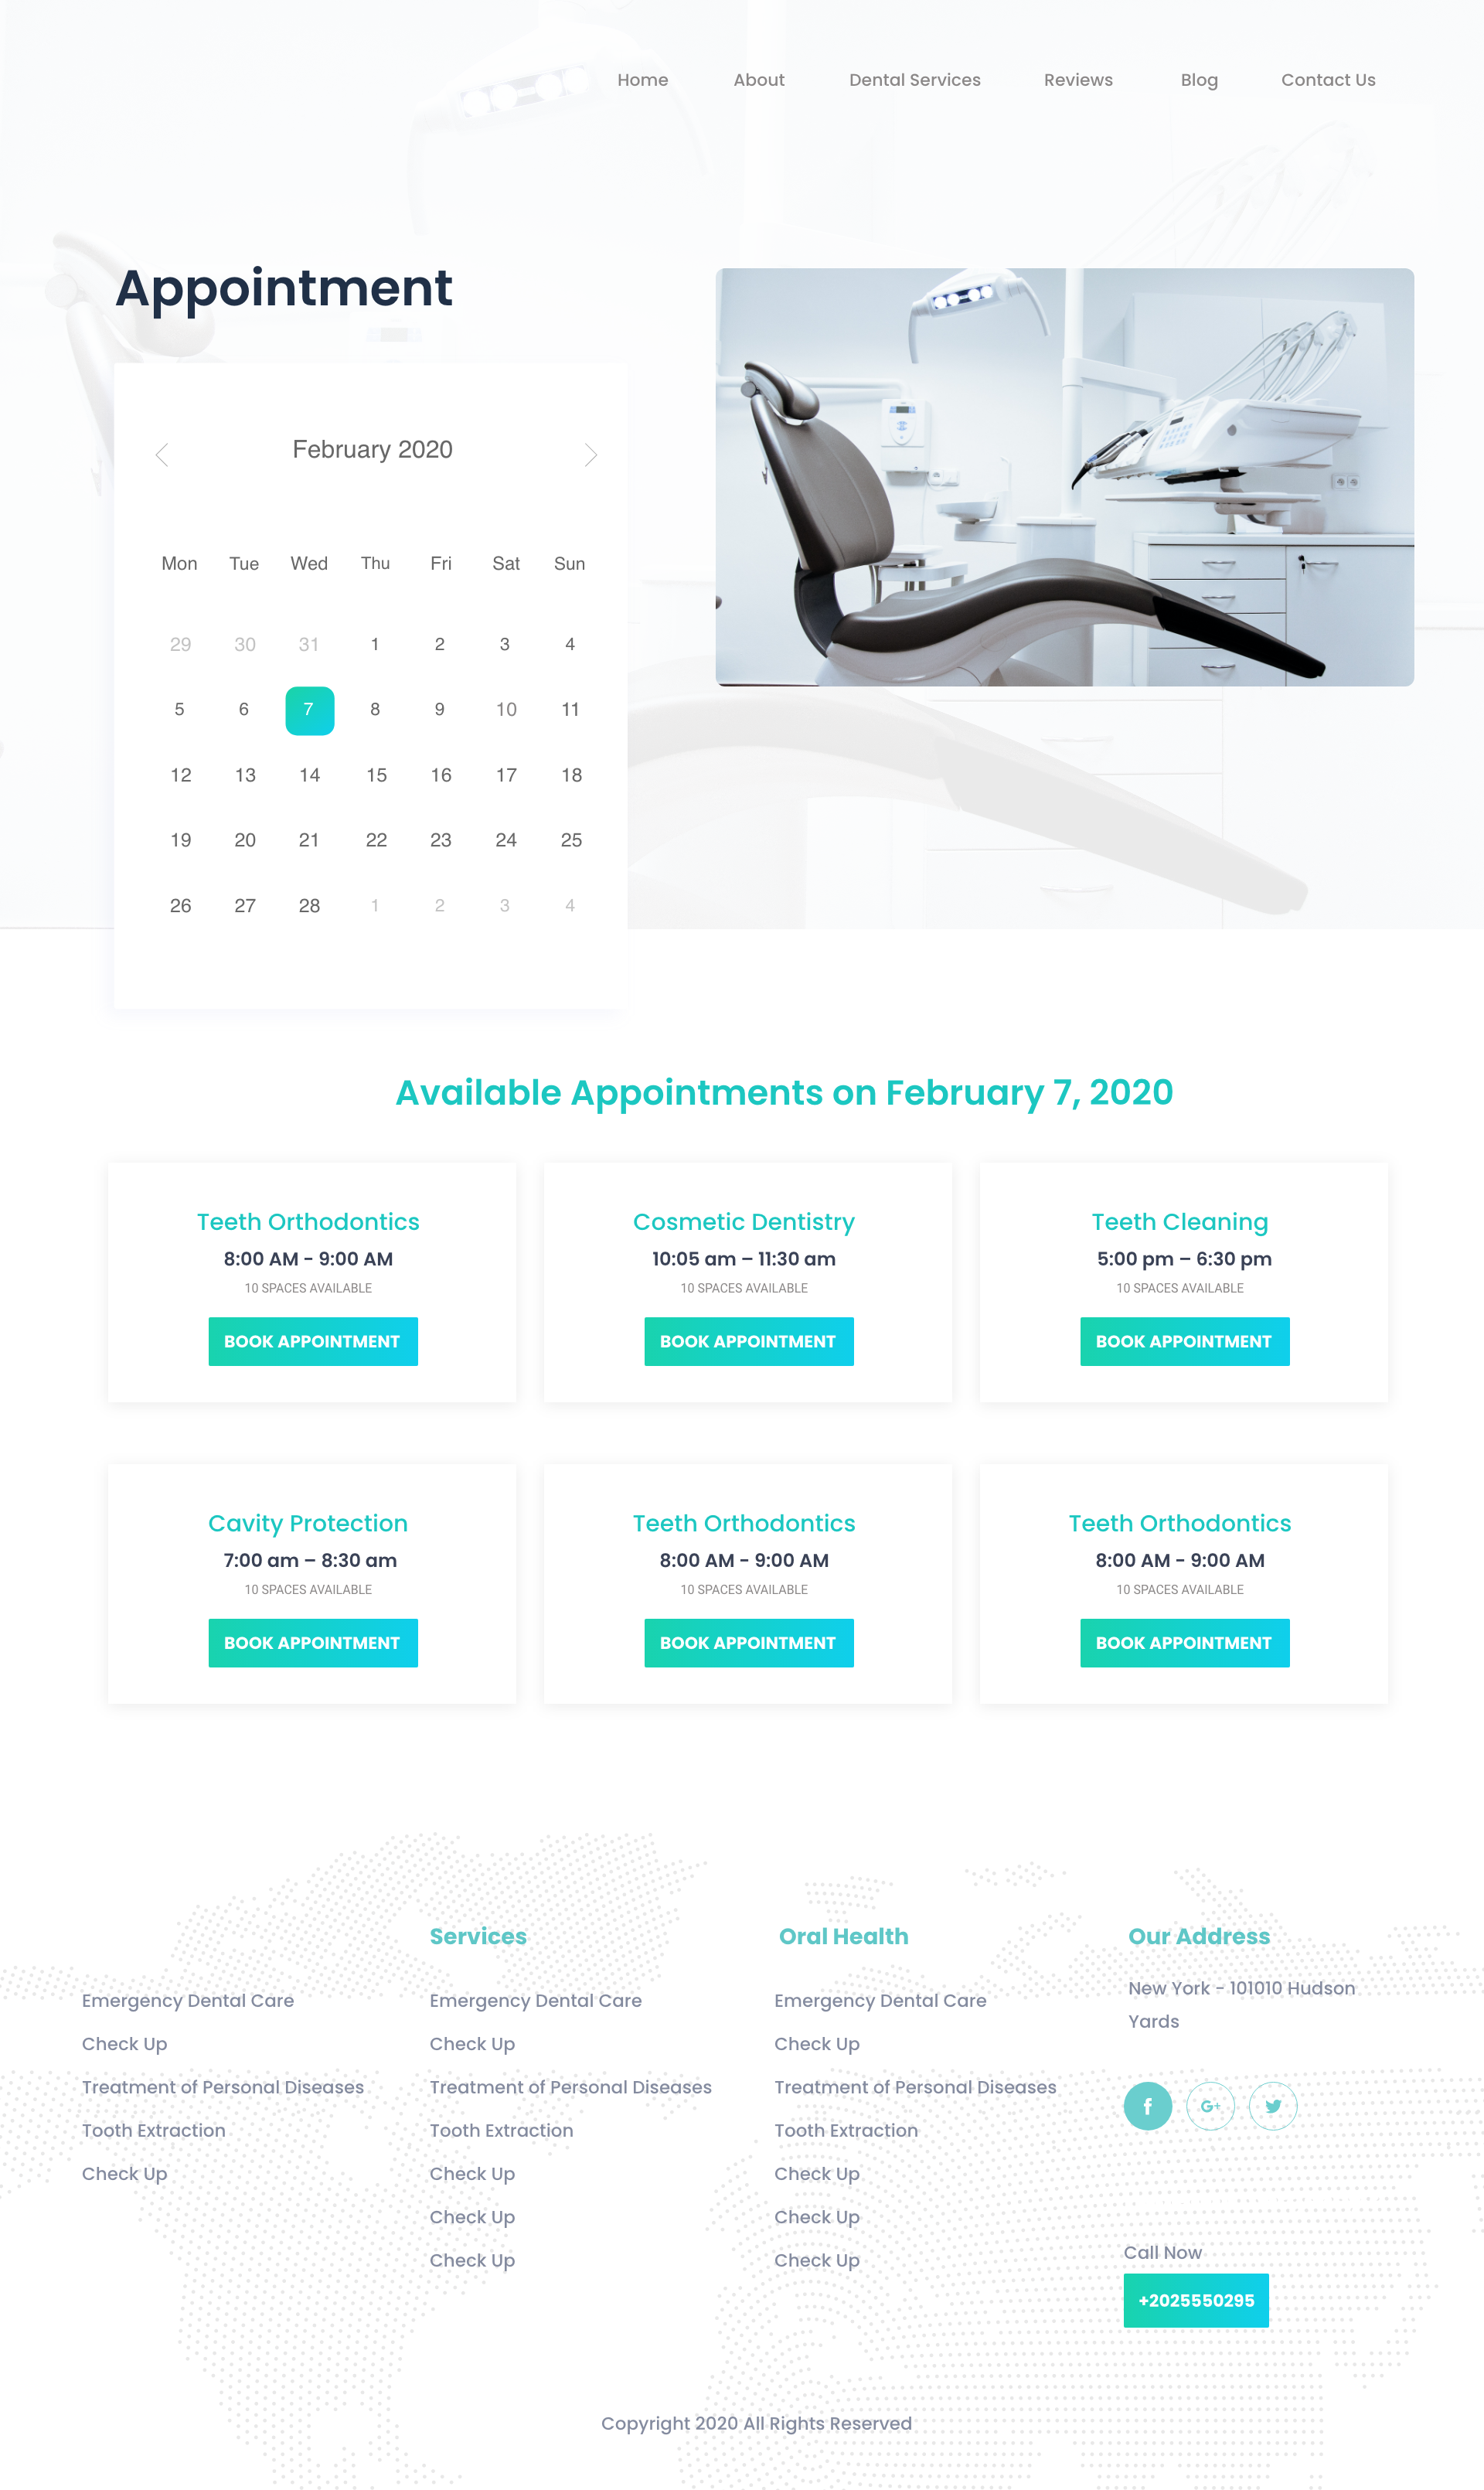 Home About Dental Services Reviews Blog Contact Us
Appointment
February 2020
Mon Tue Wed Thu Fri Sat Sun
29 30 31 1 2 3 4
5 6 7 8 9 10 11
12 13 14 15 16 17 18
19 20 21 22 23 24 25
26 27 28 1 2 3 4
Available Appointments on February 7, 2020
Teeth Orthodontics
8:00 AM - 9:00 AM
10 SPACES AVAILABLE
BOOK APPOINTMENT
Cosmetic Dentistry
10:05 am – 11:30 am
10 SPACES AVAILABLE
BOOK APPOINTMENT
Teeth Cleaning
5:00 pm – 6:30 pm
10 SPACES AVAILABLE
BOOK APPOINTMENT
Cavity Protection
7:00 am – 8:30 am
10 SPACES AVAILABLE
BOOK APPOINTMENT
Teeth Orthodontics
8:00 AM - 9:00 AM
10 SPACES AVAILABLE
BOOK APPOINTMENT
Teeth Orthodontics
8:00 AM - 9:00 AM
10 SPACES AVAILABLE
BOOK APPOINTMENT
Emergency Dental Care
Check Up
Treatment of Personal Diseases
Tooth Extraction
Check Up
Services
Emergency Dental Care
Check Up
Treatment of Personal Diseases
Tooth Extraction
Check Up
Check Up
Check Up
Oral Health
Emergency Dental Care
Check Up
Treatment of Personal Diseases
Tooth Extraction
Check Up
Check Up
Check Up
Our Address
New York - 101010 Hudson
Yards
f G+
Call Now
+2025550295
Copyright 2020 All Rights Reserved